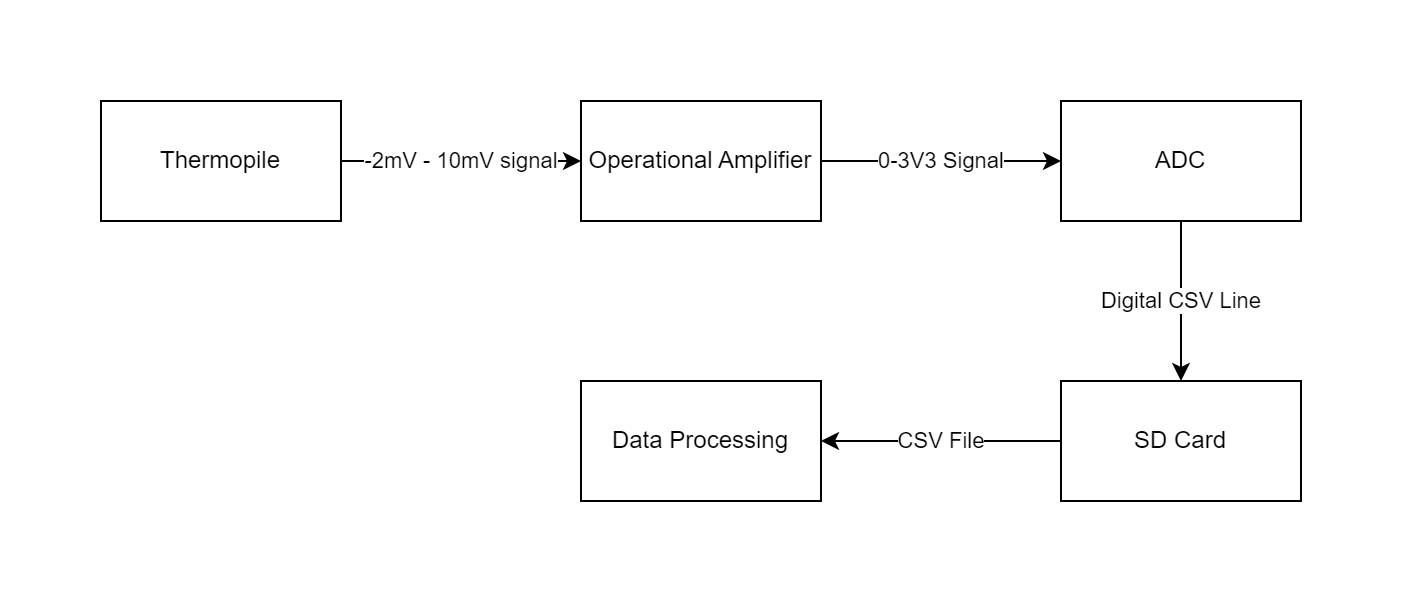 Thermopile
-2mV - 10mV signal
Operational Amplifier
0-3V3 Signal
ADC
Digital CSV Line
Data Processing
CSV File
SD Card